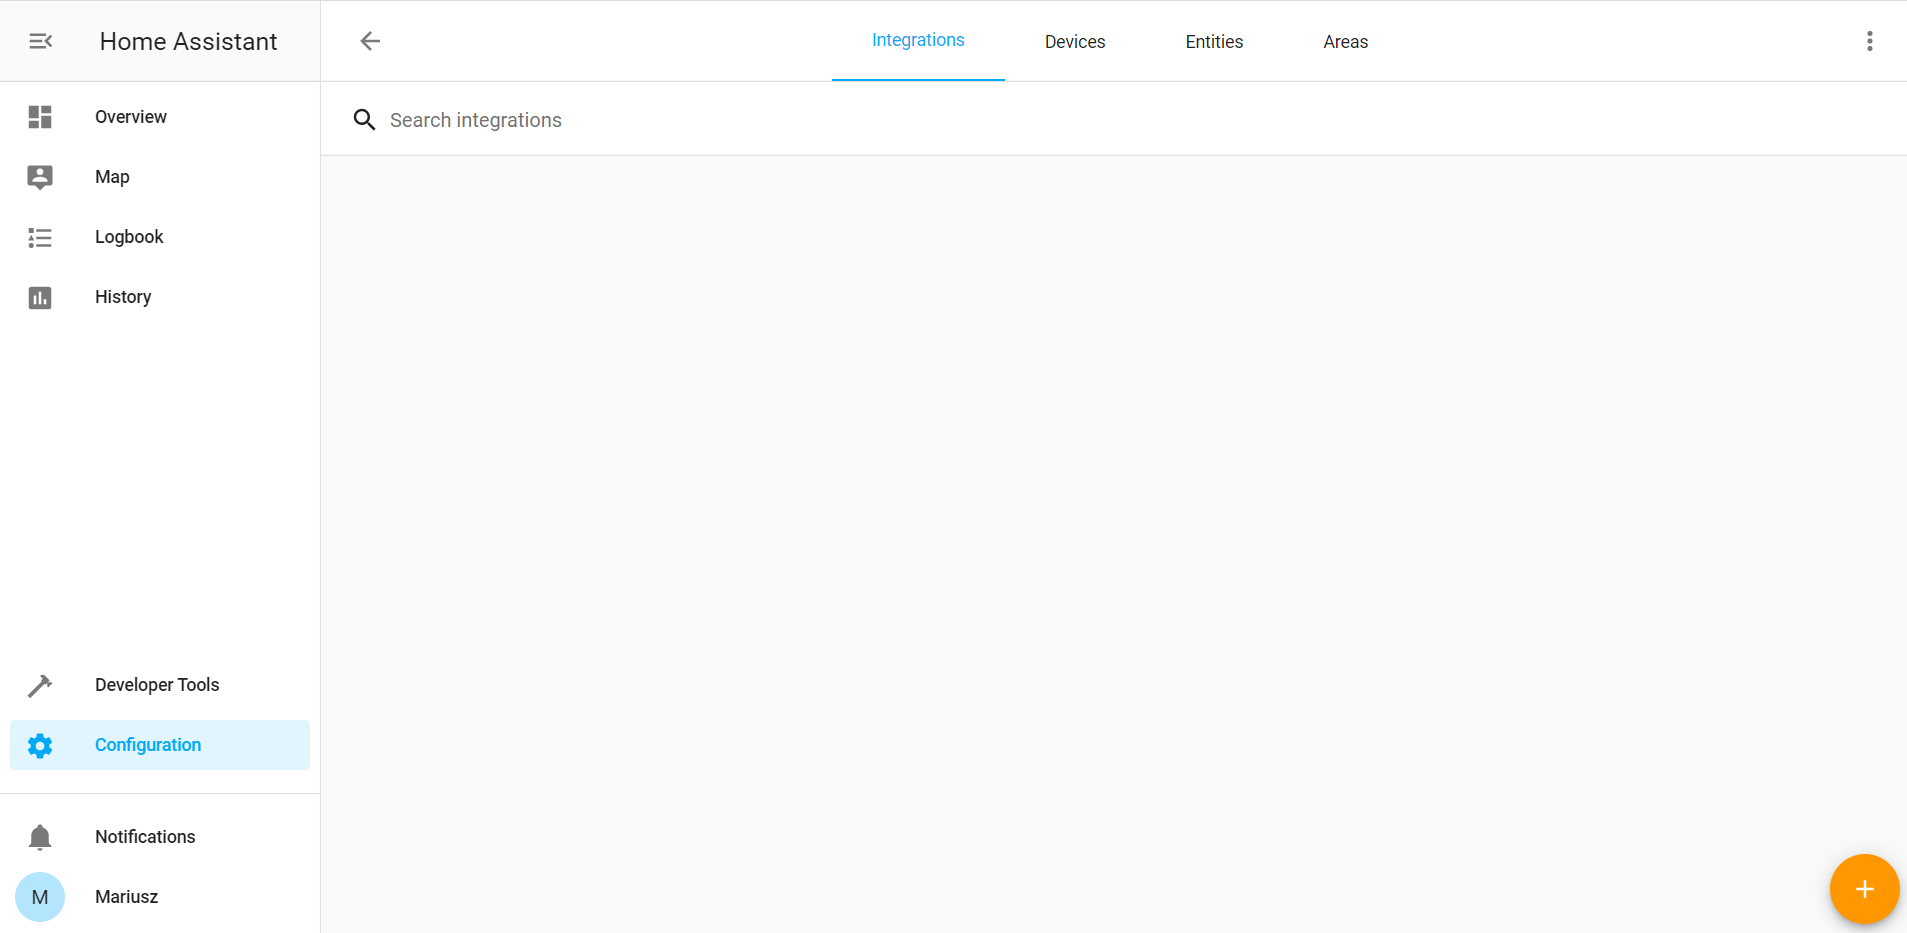 Home Assistant
Integrations
Devices
Entities
Areas
Search integrations
Overview
Map
Logbook
History
Developer Tools
Configuration
Notifications
M
Mariusz